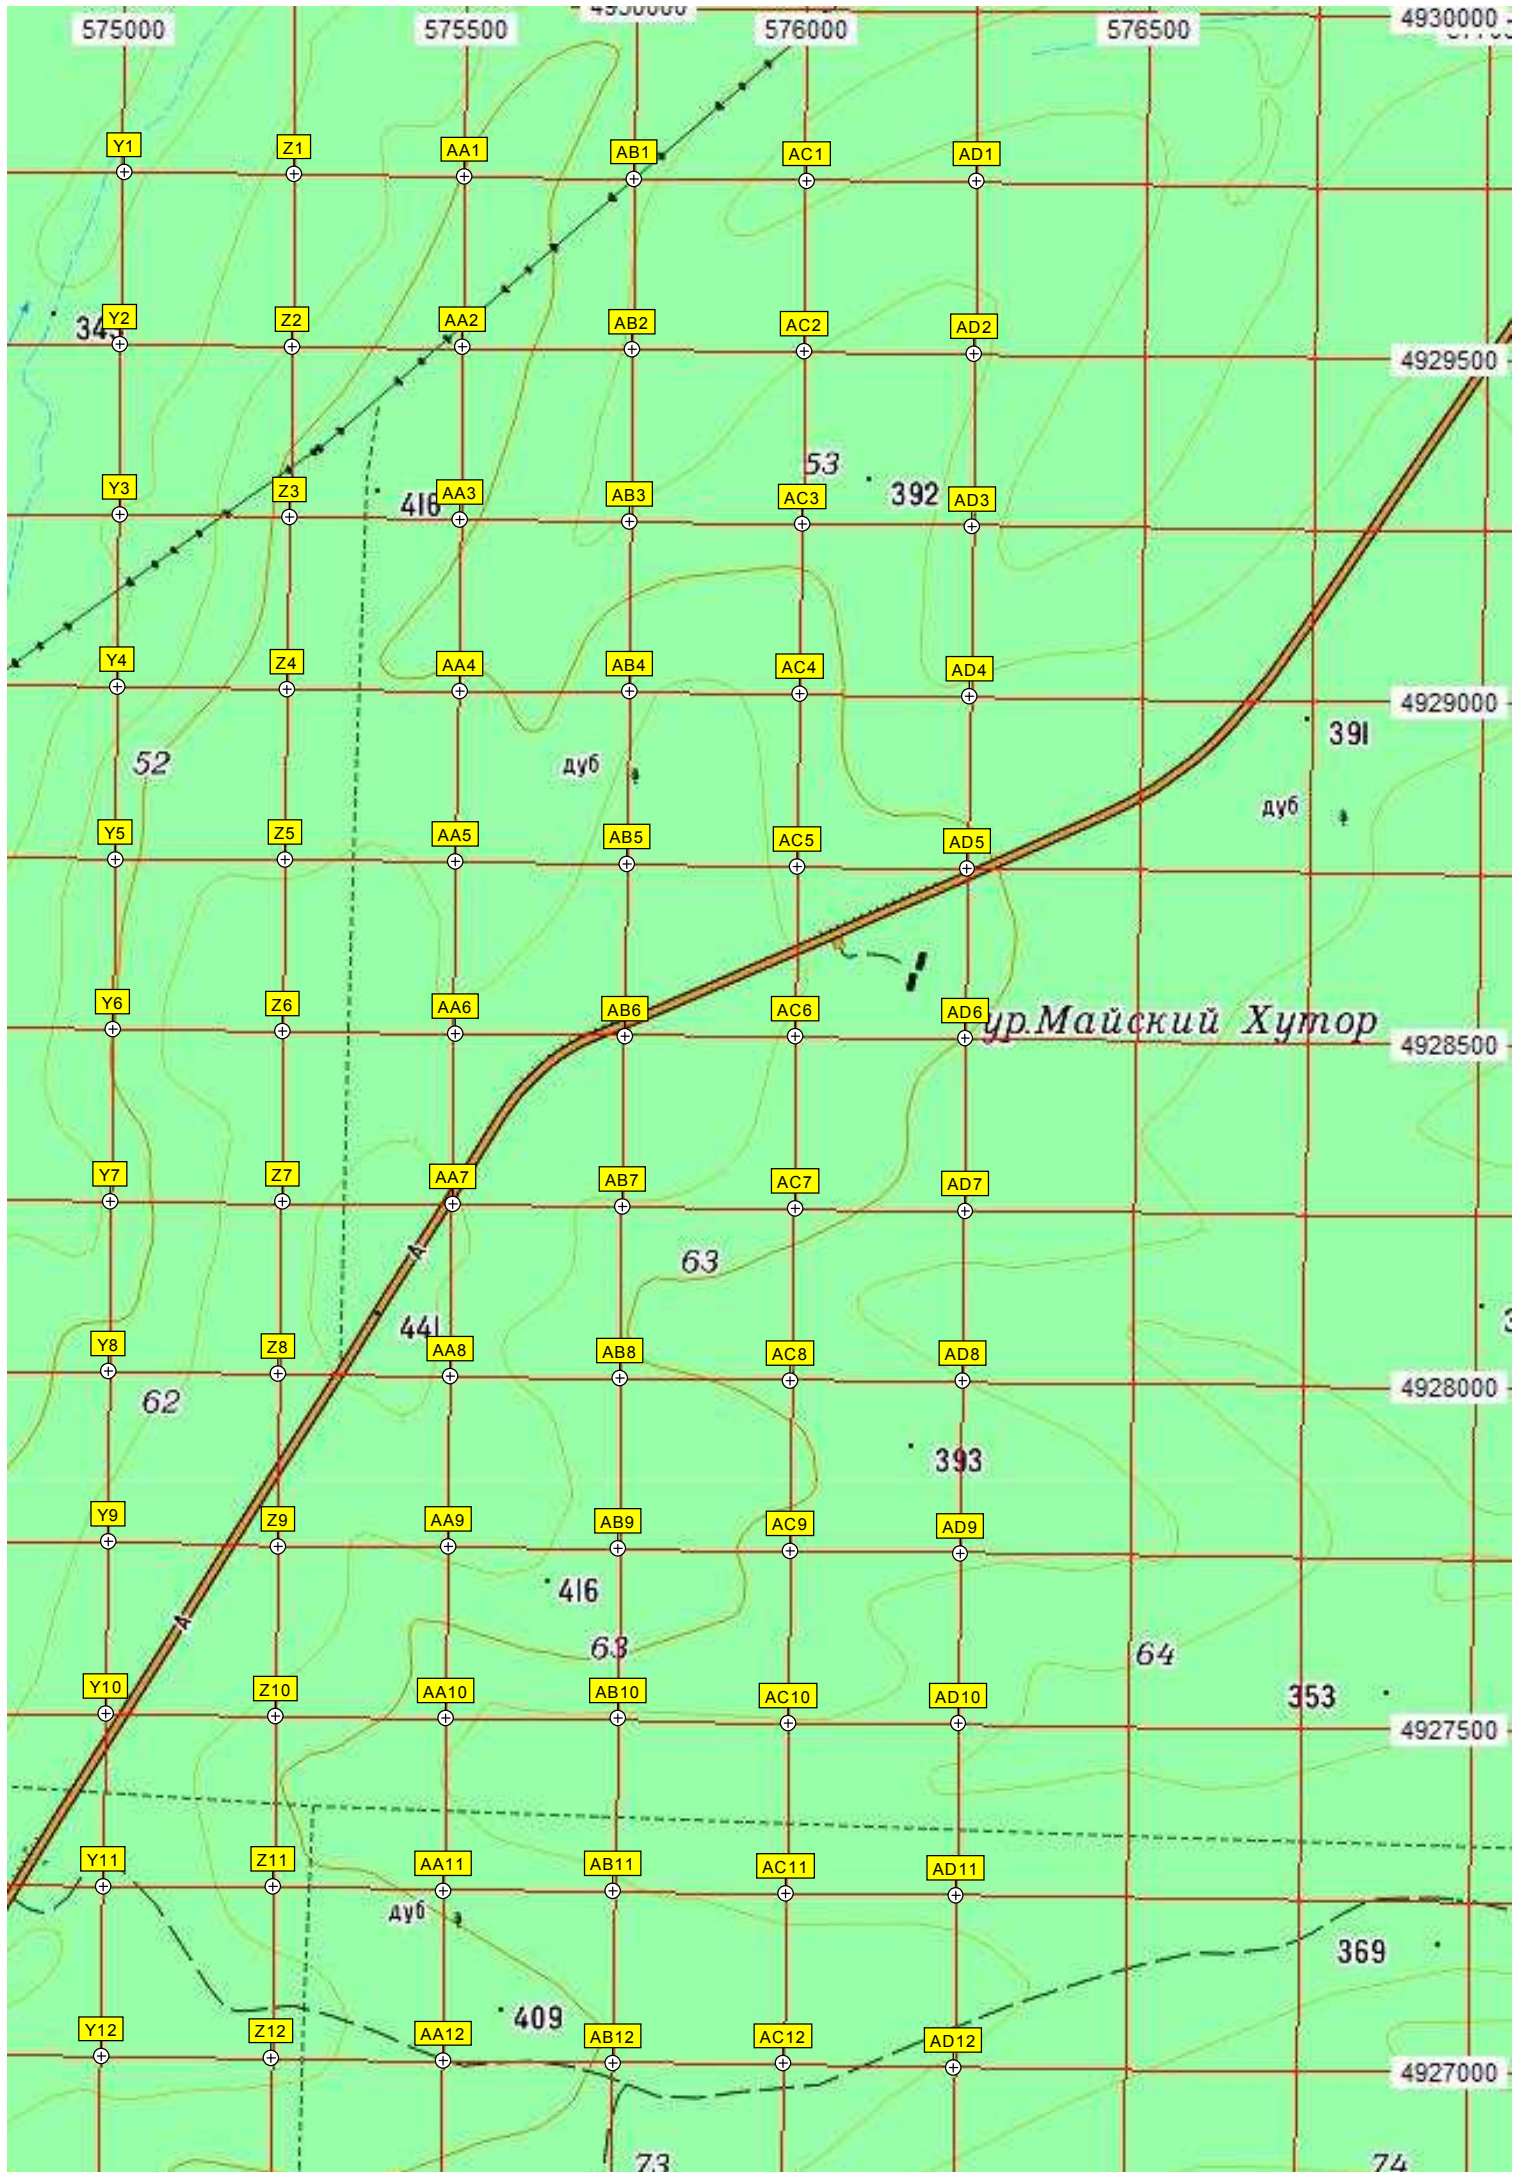 4930000
4930000
575000 575500 576000 576500
Y1 Z1 AA1 AB1 AC1 AD1
Y2 Z2 AA2 AB2 AC2 AD2
4929500
53
Y3 Z3 416 AA3 AB3 AC3 392 AD3
Y4 Z4 AA4 AB4 AC4 AD4
4929000
391
52 дуб
дуб
Y5 Z5 AA5 AB5 AC5 AD5
Y6 Z6 AA6 AB6 AC6 AD6
ур.Майский Хутор
4928500
Y7 Z7 AA7 AB7 AC7 AD7
A
63
441
Y8 Z8 AA8 AB8 AC8 AD8
4928000
62
393
Y9 Z9 AA9 AB9 AC9 AD9
416
A
63 64
Y10 Z10 AA10 AB10 AC10 AD10 353
4927500
Y11 Z11 AA11 AB11 AC11 AD11
дуб
369
409
Y12 Z12 AA12 AB12 AC12 AD12
4927000
73 74